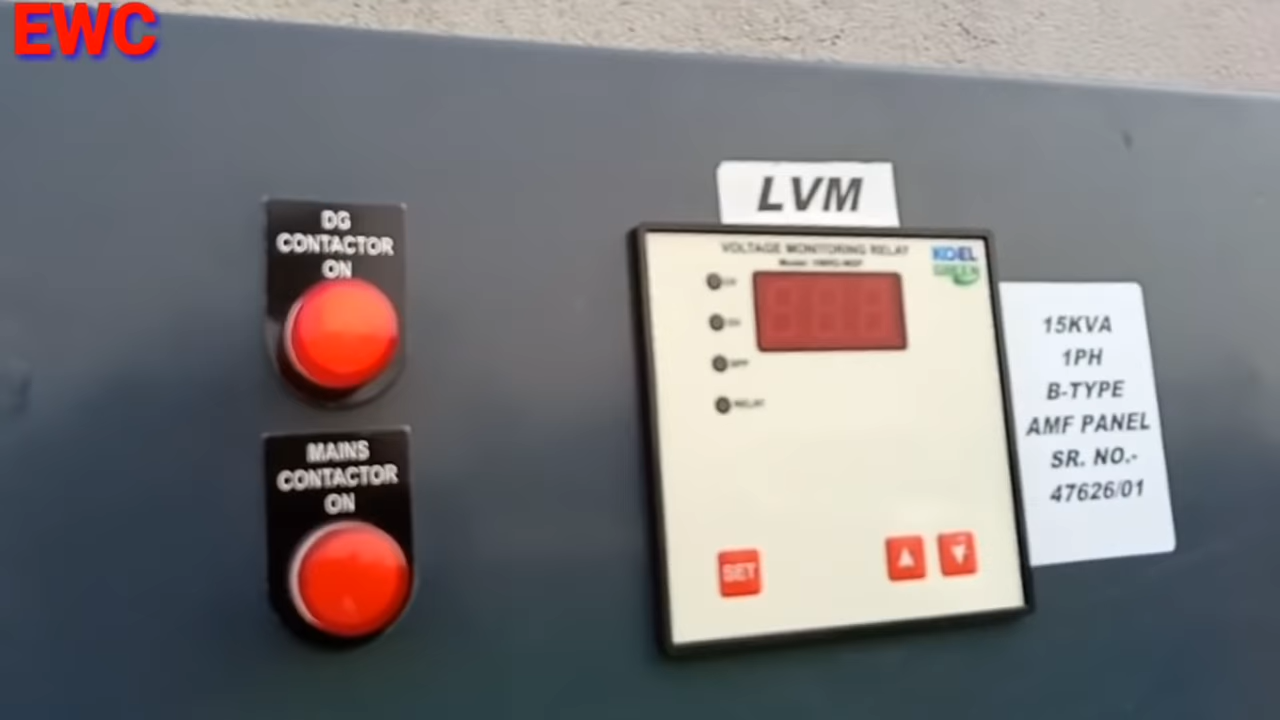 EWC
DG
CONTACTOR
ON
MAINS
CONTACTOR
ON
LVM
VOLTAGE MONITORING RELAY
KOEL
GREEN
RELAY
SET
15KVA
1PH
B-TYPE
AMF PANEL
SR. NO.-
47626/01